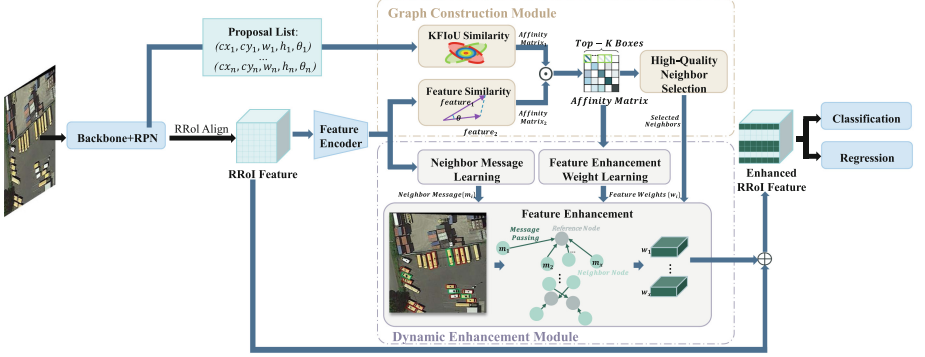 Graph Construction Module
Proposal List:
(cx₁, cy₁, w₁, h₁, θ₁)
...
(cxₙ, cyₙ, wₙ, hₙ, θₙ)
KFIoU Similarity
Affinity
Matrix₁
Top − K Boxes
High-Quality
Neighbor
Selection
Feature Similarity
feature₁
θ
feature₂
Affinity
Matrix₂
Affinity Matrix
Selected
Neighbors
Backbone+RPN
RRoI Align
RRoI Feature
Feature
Encoder
Neighbor Message
Learning
Feature Enhancement
Weight Learning
Neighbor Message{mᵢ}
Feature Weights {wᵢ}
Feature Enhancement
Message
Passing
Reference Node
m₁
m₂
...
Neighbor Node
w₁
⋮
Enhanced
RRoI Feature
Classification
Regression
Dynamic Enhancement Module